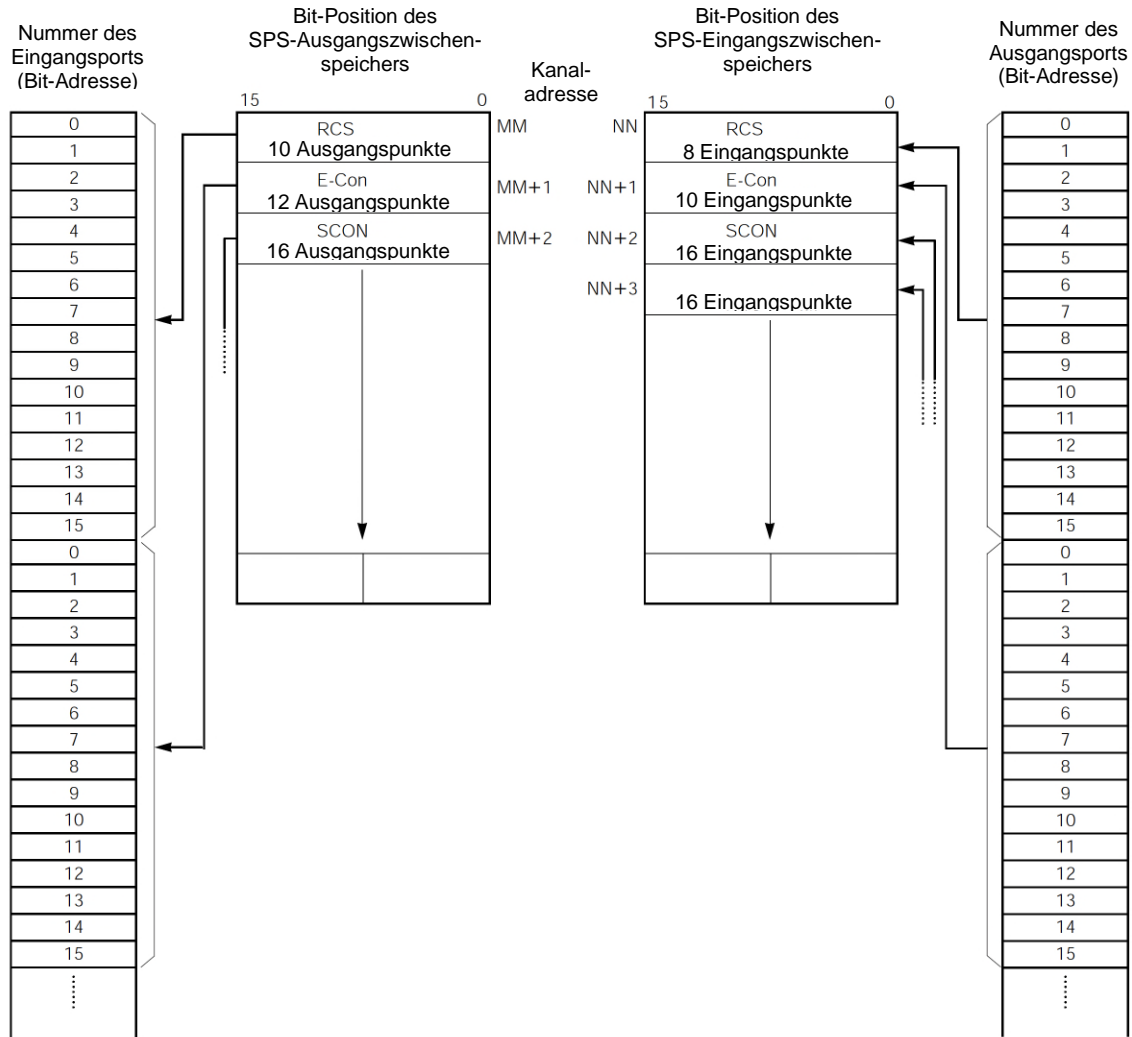 Nummer des
Eingangsports
(Bit-Adresse)
Bit-Position des
SPS-Ausgangszwischen-
speichers
Kanal-
adresse
Bit-Position des
SPS-Eingangszwischen-
speichers
Nummer des
Ausgangsports
(Bit-Adresse)
0
1
2
3
4
5
6
7
8
9
10
11
12
13
14
15
0
1
2
3
4
5
6
7
8
9
10
11
12
13
14
15
15 0
RCS
10 Ausgangspunkte
E-Con
12 Ausgangspunkte
SCON
16 Ausgangspunkte
MM
MM+1
MM+2
NN
NN+1
NN+2
NN+3
15 0
RCS
8 Eingangspunkte
E-Con
10 Eingangspunkte
SCON
16 Eingangspunkte
16 Eingangspunkte
0
1
2
3
4
5
6
7
8
9
10
11
12
13
14
15
0
1
2
3
4
5
6
7
8
9
10
11
12
13
14
15